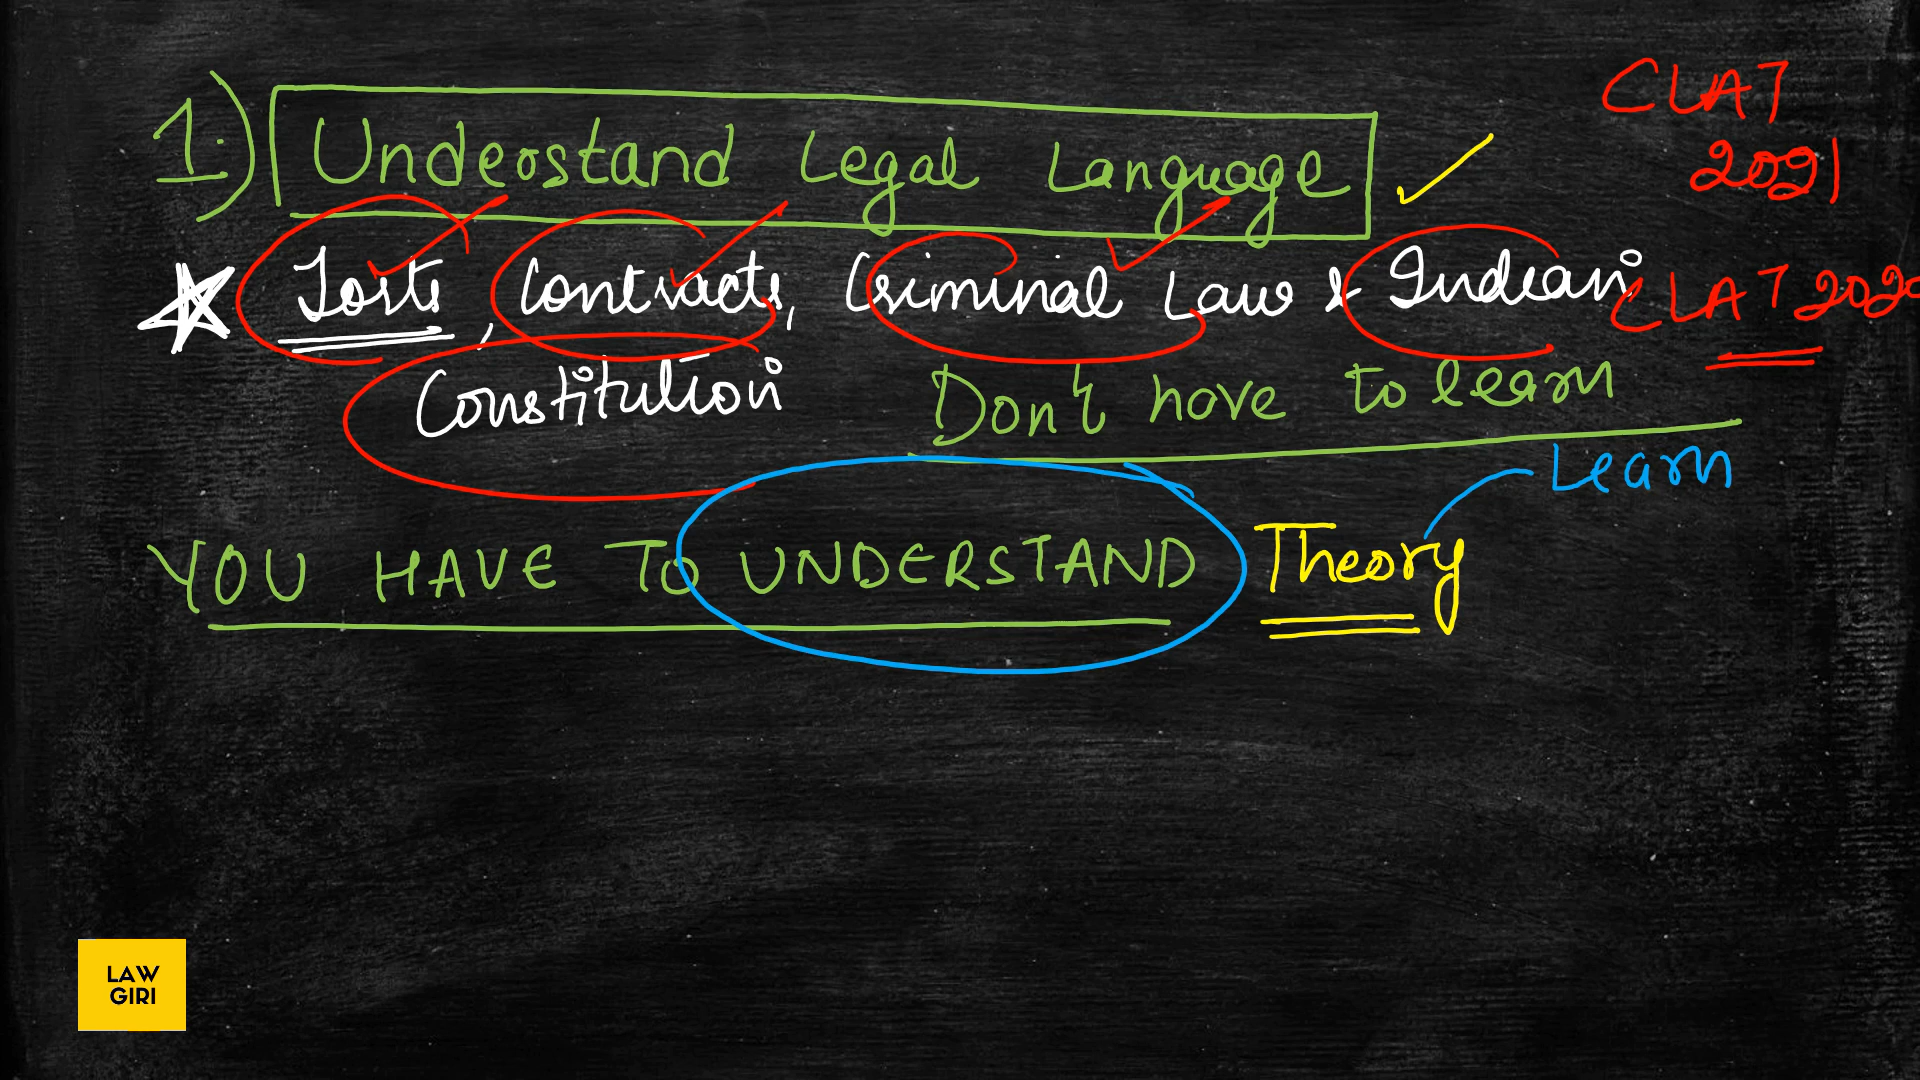 CLAT
1.) Understand Legal Language
2021
Torts, Contracts, Criminal Law & Indian
CLAT 2020
Constitution
Don't have to learn
Learn
YOU HAVE TO UNDERSTAND Theory
LAW
GIRI